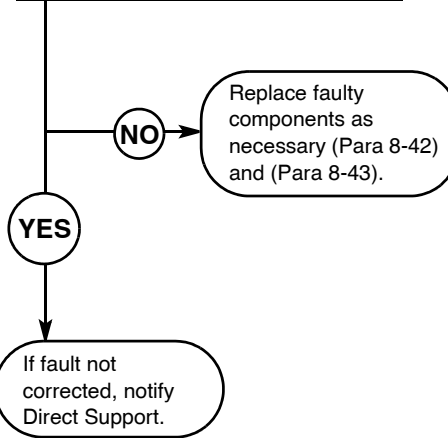 NO
Replace faulty
components as
necessary (Para 8-42)
and (Para 8-43).
YES
If fault not
corrected, notify
Direct Support.